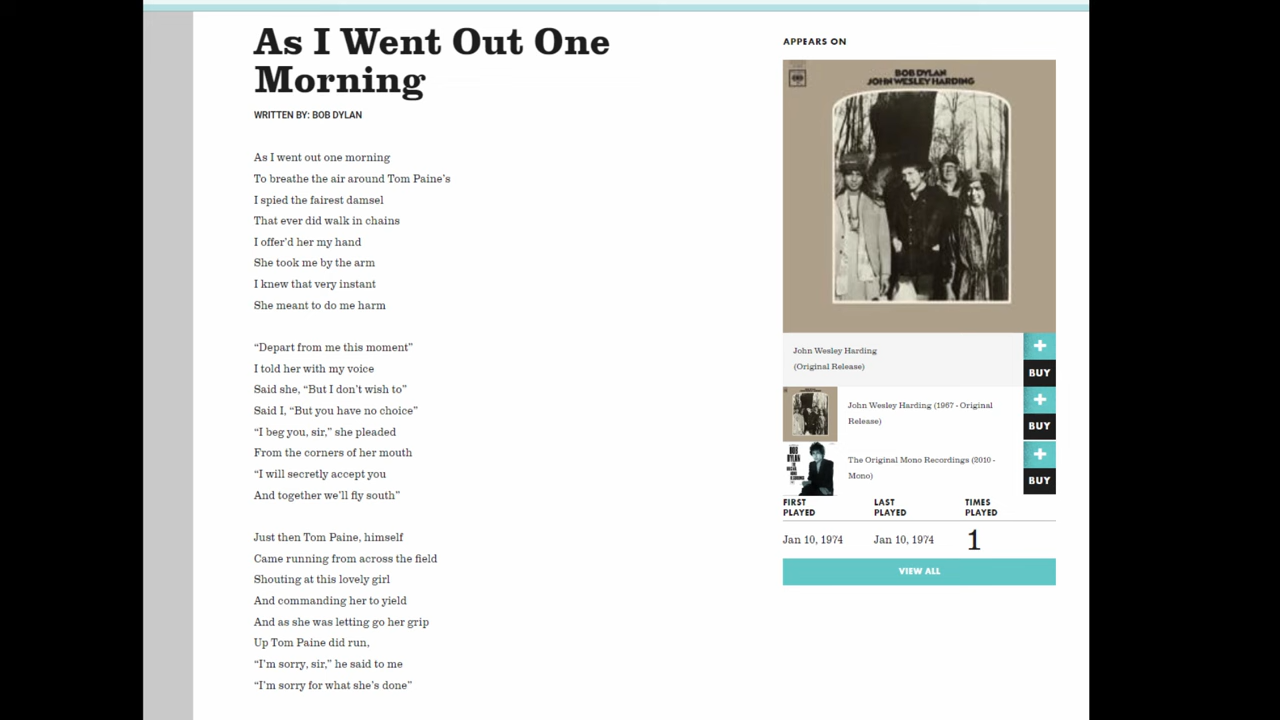 As I Went Out One
Morning
WRITTEN BY: BOB DYLAN
As I went out one morning
To breathe the air around Tom Paine’s
I spied the fairest damsel
That ever did walk in chains
I offer’d her my hand
She took me by the arm
I knew that very instant
She meant to do me harm
“Depart from me this moment”
I told her with my voice
Said she, “But I don’t wish to”
Said I, “But you have no choice”
“I beg you, sir,” she pleaded
From the corners of her mouth
“I will secretly accept you
And together we’ll fly south”
Just then Tom Paine, himself
Came running from across the field
Shouting at this lovely girl
And commanding her to yield
And as she was letting go her grip
Up Tom Paine did run,
“I’m sorry, sir,” he said to me
“I’m sorry for what she’s done”
APPEARS ON
BOB DYLAN
JOHN WESLEY HARDING
John Wesley Harding
(Original Release)
+
BUY
John Wesley Harding (1967 - Original
Release)
+
BUY
The Original Mono Recordings (2010 -
Mono)
+
BUY
FIRST PLAYED LAST PLAYED TIMES PLAYED
Jan 10, 1974 Jan 10, 1974 1
VIEW ALL